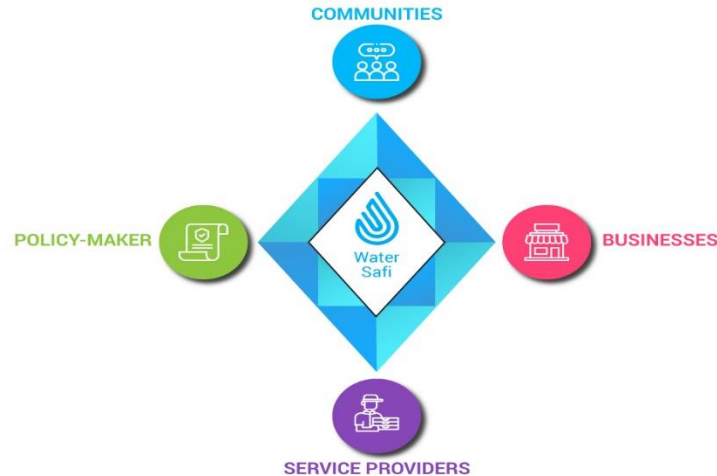 COMMUNITIES
POLICY-MAKER
Water
Safi
BUSINESSES
SERVICE PROVIDERS